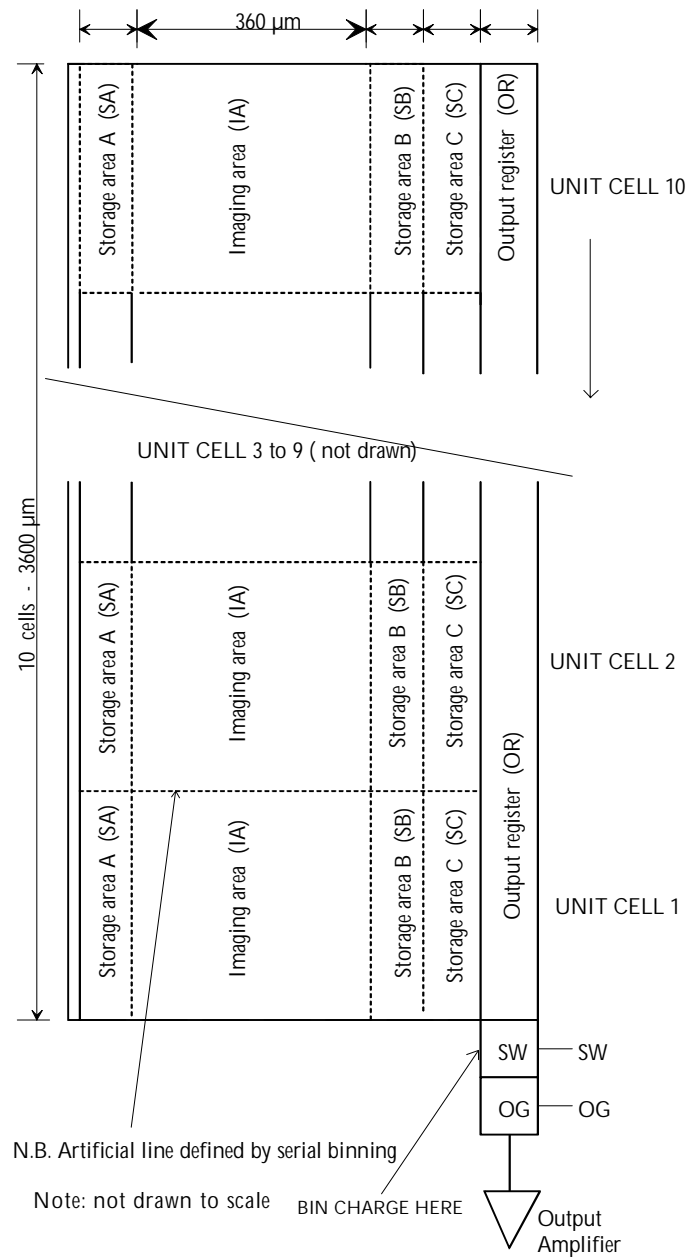 360 µm
Storage area A (SA)
Imaging area (IA)
Storage area B (SB)
Storage area C (SC)
Output register (OR)
UNIT CELL 10
UNIT CELL 3 to 9 ( not drawn)
10 cells - 3600 µm
Storage area A (SA)
Imaging area (IA)
Storage area B (SB)
Storage area C (SC)
UNIT CELL 2
Output register (OR)
Storage area A (SA)
Imaging area (IA)
Storage area B (SB)
Storage area C (SC)
UNIT CELL 1
SW
SW
OG
OG
N.B. Artificial line defined by serial binning
Note: not drawn to scale
BIN CHARGE HERE
Output
Amplifier